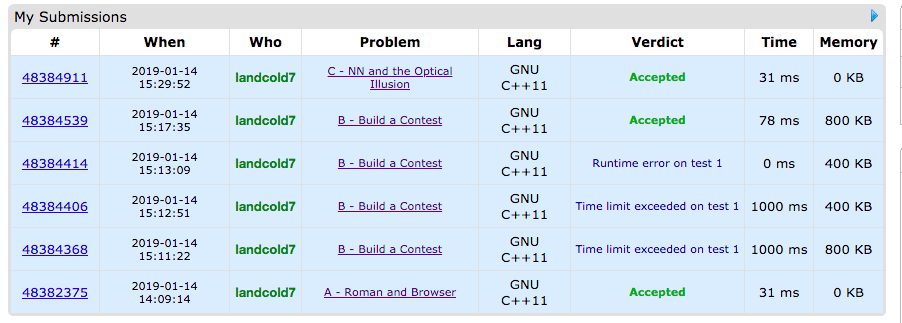 My Submissions
# When Who Problem Lang Verdict Time Memory
48384911 2019-01-14 15:29:52 landcold7 C - NN and the Optical Illusion GNU C++11 Accepted 31 ms 0 KB
48384539 2019-01-14 15:17:35 landcold7 B - Build a Contest GNU C++11 Accepted 78 ms 800 KB
48384414 2019-01-14 15:13:09 landcold7 B - Build a Contest GNU C++11 Runtime error on test 1 0 ms 400 KB
48384406 2019-01-14 15:12:51 landcold7 B - Build a Contest GNU C++11 Time limit exceeded on test 1 1000 ms 400 KB
48384368 2019-01-14 15:11:22 landcold7 B - Build a Contest GNU C++11 Time limit exceeded on test 1 1000 ms 800 KB
48382375 2019-01-14 14:09:14 landcold7 A - Roman and Browser GNU C++11 Accepted 31 ms 0 KB